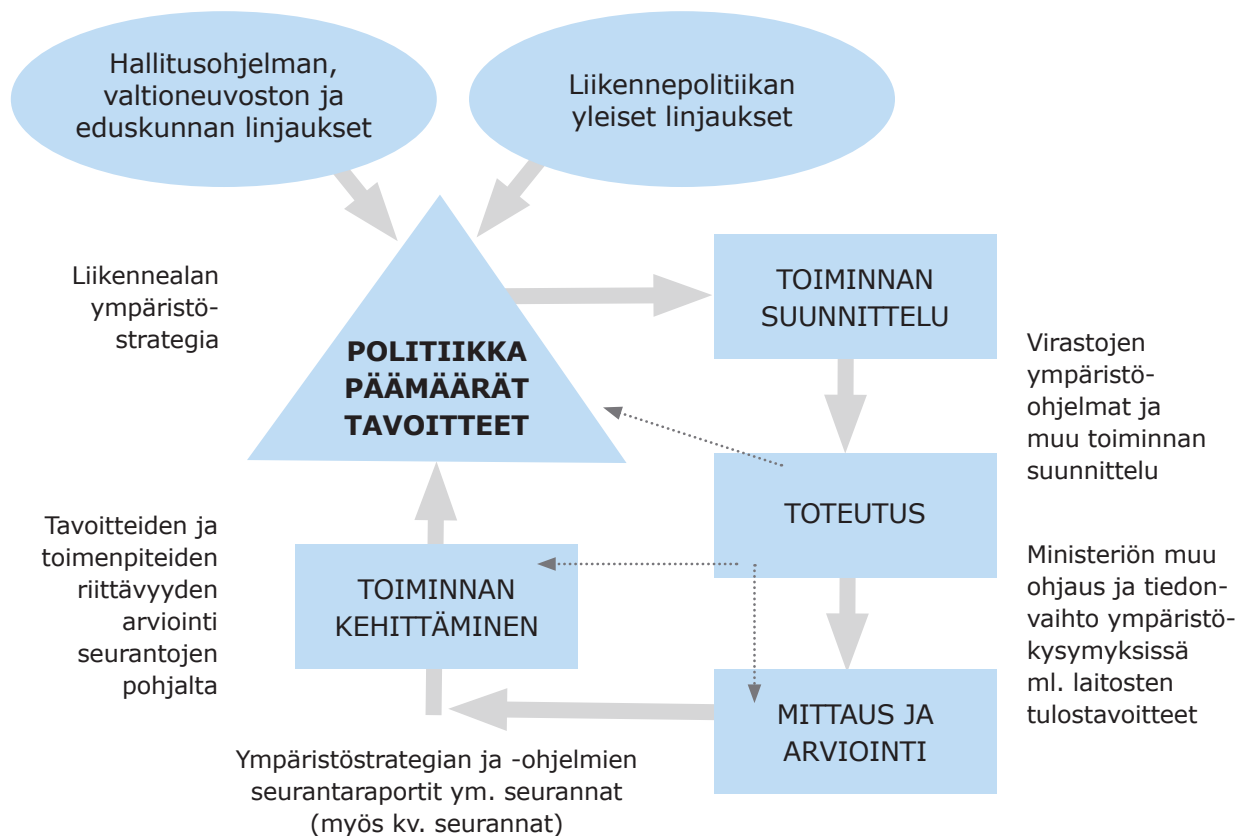 Hallitusohjelman,
valtioneuvoston ja
eduskunnan linjaukset
Liikennepolitiikan
yleiset linjaukset
Liikennealan
ympäristö-
strategia
POLITIIKKA
PÄÄMÄÄRÄT
TAVOITTEET
TOIMINNAN
SUUNNITTELU
Virastojen
ympäristö-
ohjelmat ja
muu toiminnan
suunnittelu
TOTEUTUS
Tavoitteiden ja
toimenpiteiden
riittävyyden
arviointi
seurantojen
pohjalta
TOIMINNAN
KEHITTÄMINEN
Ministeriön muu
ohjaus ja tiedon-
vaihto ympäristö-
kysymyksissä
ml. laitosten
tulostavoitteet
MITTAUS JA
ARVIOINTI
Ympäristöstrategian ja -ohjelmien
seurantaraportit ym. seurannat
(myös kv. seurannat)